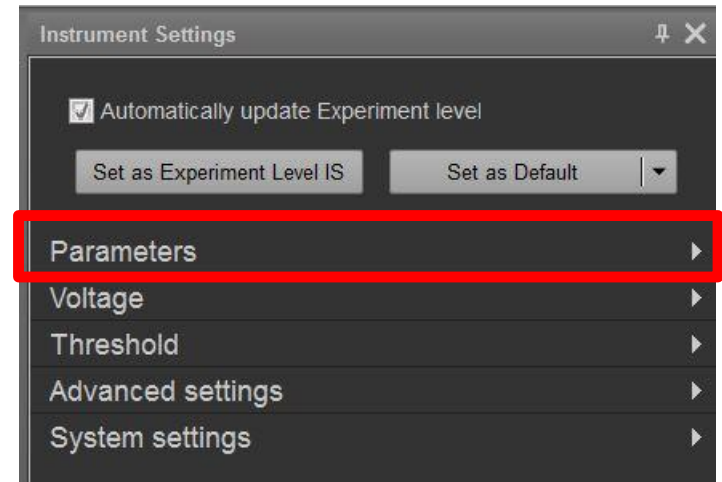 Instrument Settings
Automatically update Experiment level
Set as Experiment Level IS Set as Default
Parameters
Voltage
Threshold
Advanced settings
System settings